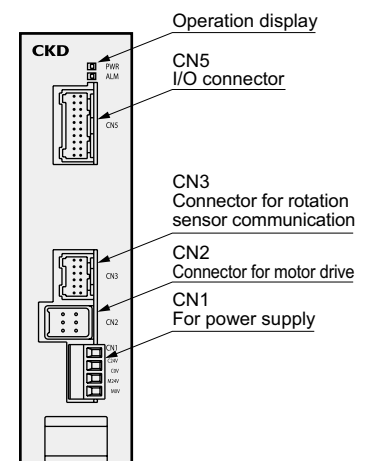 Operation display
CKD
PWR
ALM
CN5
I/O connector
CN5
CN3
Connector for rotation
sensor communication
CN3
CN2
Connector for motor drive
CN2
CN1
For power supply
CN1
C24V
C0V
M24V
M0V